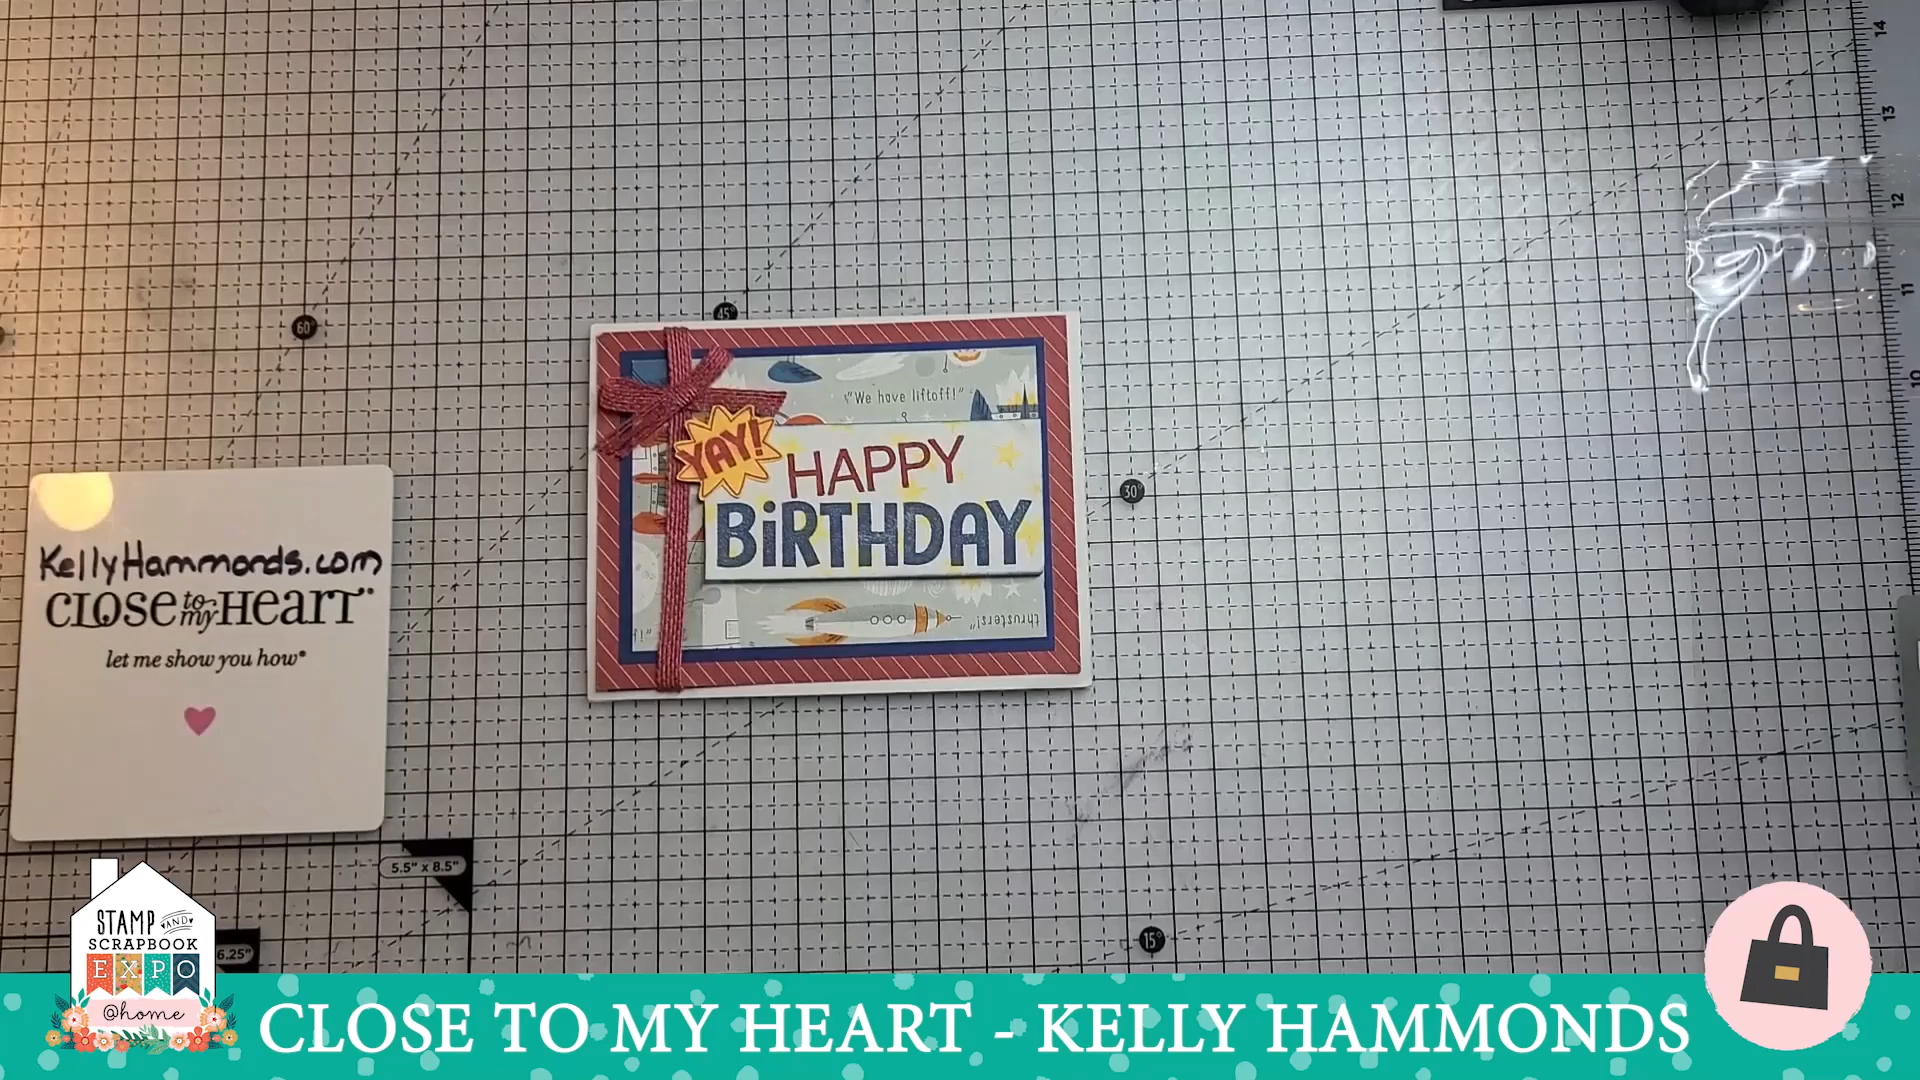 14
13
12
11
10
60°
45°
"We have liftoff!"
YAY!
HAPPY
BiRTHDAY
30°
thrusters!"
KellyHammonds.com
CLOSE to my HEART™
let me show you how®
5.5" x 8.5"
6.25"
15°
STAMP AND
SCRAPBOOK
EXPO
@home
CLOSE TO MY HEART - KELLY HAMMONDS